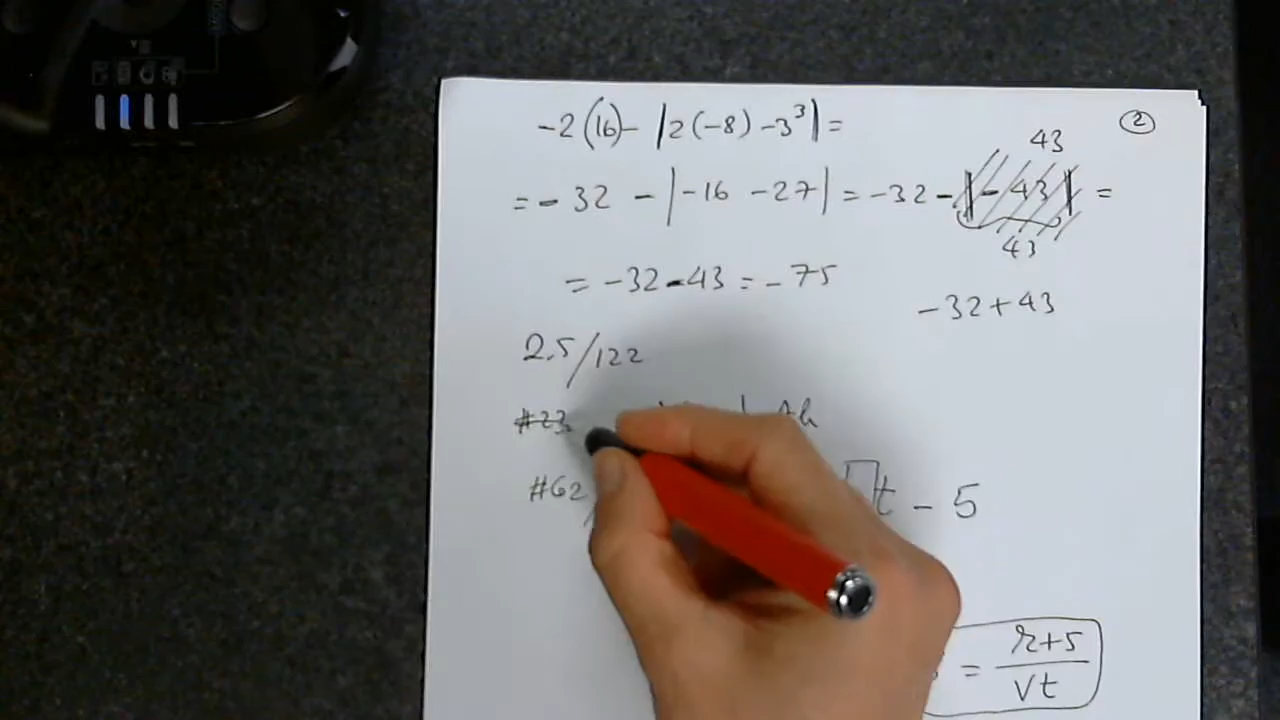 ②
-2(16)- |2(-8) -3³| =
43
= - 32 - |-16 -27| = -32 - |-43| =
43
= -32 -43 = -75
-32+43
2.5/122
#23
#62 t - 5
= r+5/vt